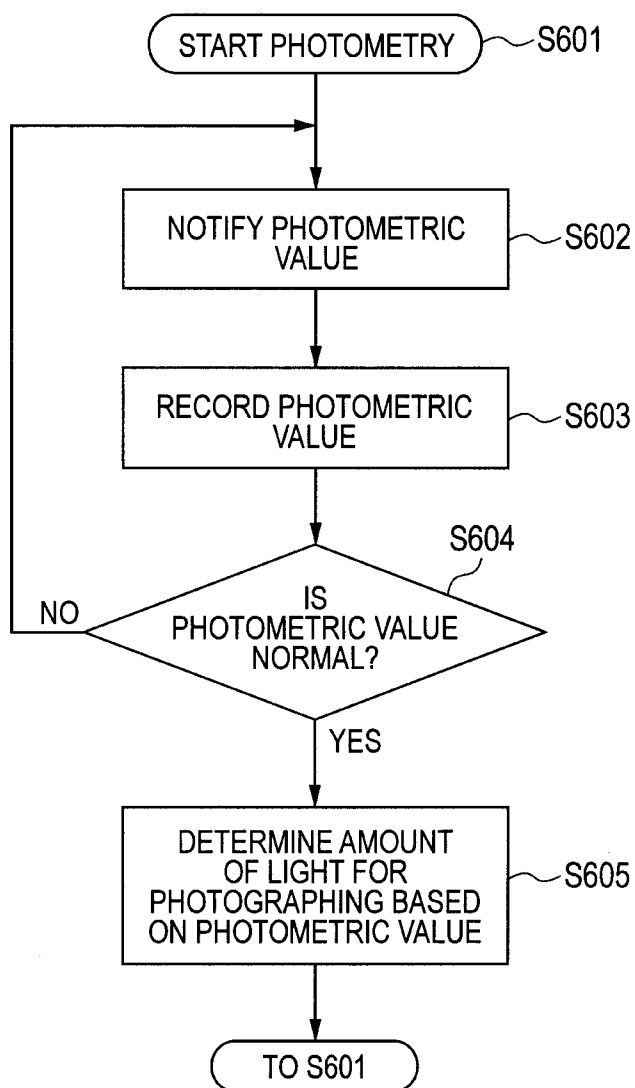 START PHOTOMETRY
S601
NOTIFY PHOTOMETRIC
VALUE
S602
RECORD PHOTOMETRIC
VALUE
S603
S604
IS
PHOTOMETRIC VALUE
NORMAL?
NO
YES
DETERMINE AMOUNT
OF LIGHT FOR
PHOTOGRAPHING BASED
ON PHOTOMETRIC VALUE
S605
TO S601